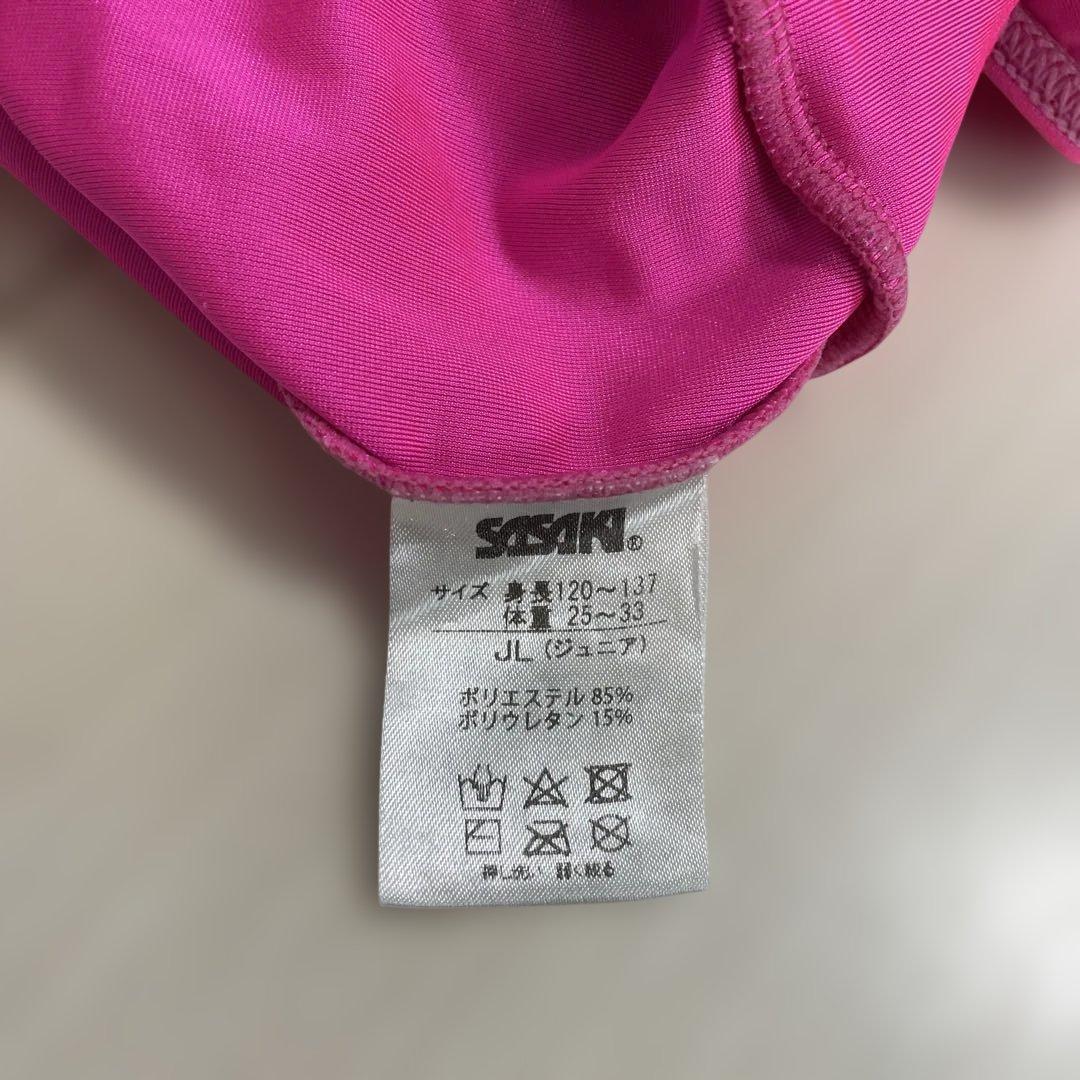 SASAKI®
サイズ 身長120～137
体重 25～33
JL (ジュニア)
ポリエステル 85%
ポリウレタン 15%
押し洗い 弱く絞る